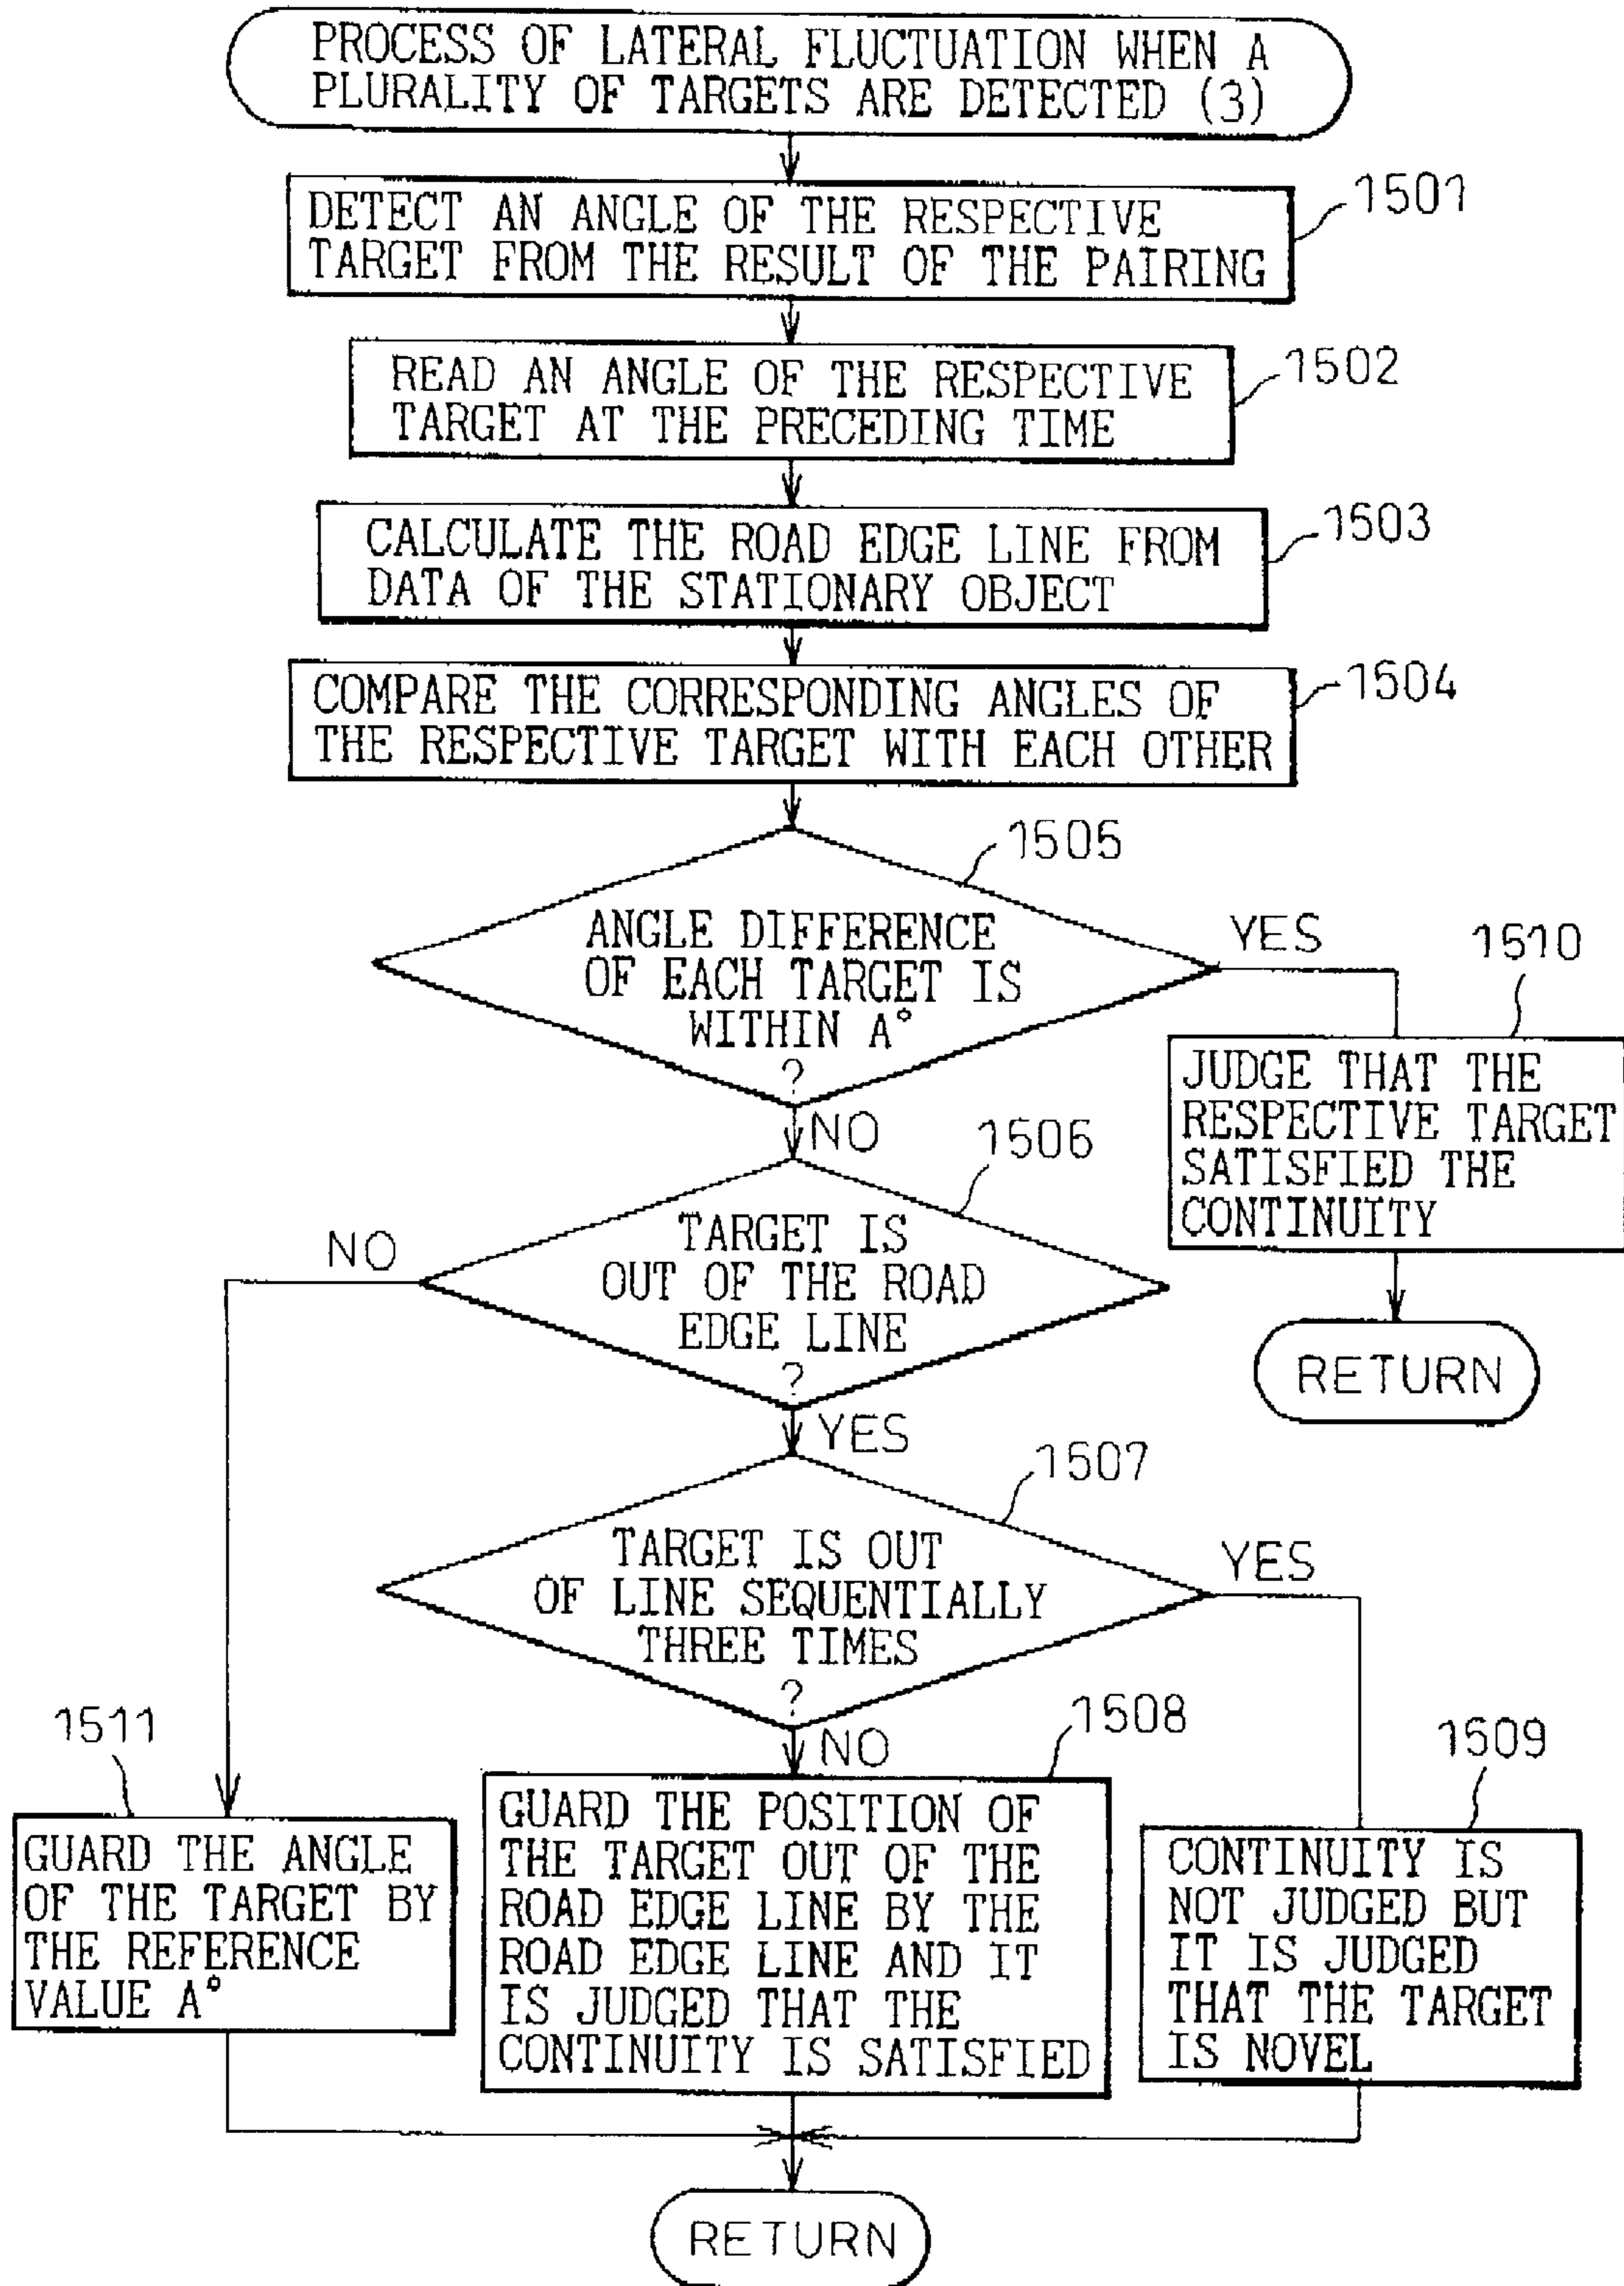 PROCESS OF LATERAL FLUCTUATION WHEN A
PLURALITY OF TARGETS ARE DETECTED (3)
1501
DETECT AN ANGLE OF THE RESPECTIVE
TARGET FROM THE RESULT OF THE PAIRING
1502
READ AN ANGLE OF THE RESPECTIVE
TARGET AT THE PRECEDING TIME
1503
CALCULATE THE ROAD EDGE LINE FROM
DATA OF THE STATIONARY OBJECT
1504
COMPARE THE CORRESPONDING ANGLES OF
THE RESPECTIVE TARGET WITH EACH OTHER
1505
ANGLE DIFFERENCE
OF EACH TARGET IS
WITHIN A°
?
YES
1510
JUDGE THAT THE
RESPECTIVE TARGET
SATISFIED THE
CONTINUITY
RETURN
NO
1506
TARGET IS
OUT OF THE ROAD
EDGE LINE
?
NO
YES
1507
TARGET IS OUT
OF LINE SEQUENTIALLY
THREE TIMES
?
YES
NO
1511
GUARD THE ANGLE
OF THE TARGET BY
THE REFERENCE
VALUE A°
1508
GUARD THE POSITION OF
THE TARGET OUT OF THE
ROAD EDGE LINE BY THE
ROAD EDGE LINE AND IT
IS JUDGED THAT THE
CONTINUITY IS SATISFIED
1509
CONTINUITY IS
NOT JUDGED BUT
IT IS JUDGED
THAT THE TARGET
IS NOVEL
RETURN